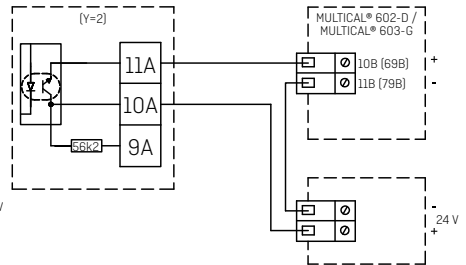 (Y=2)
11A
10A
56k2
9A
V
MULTICAL® 602-D /
MULTICAL® 603-G
10B (69B)
+
11B (79B)
-
-
24 V
+